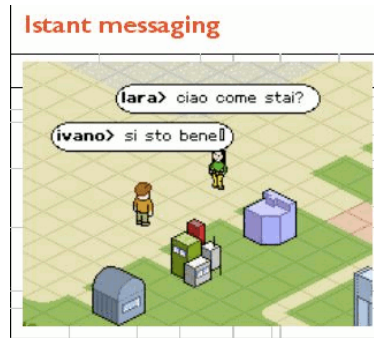 Istant messaging
lara> ciao come stai?
ivano> si sto bene